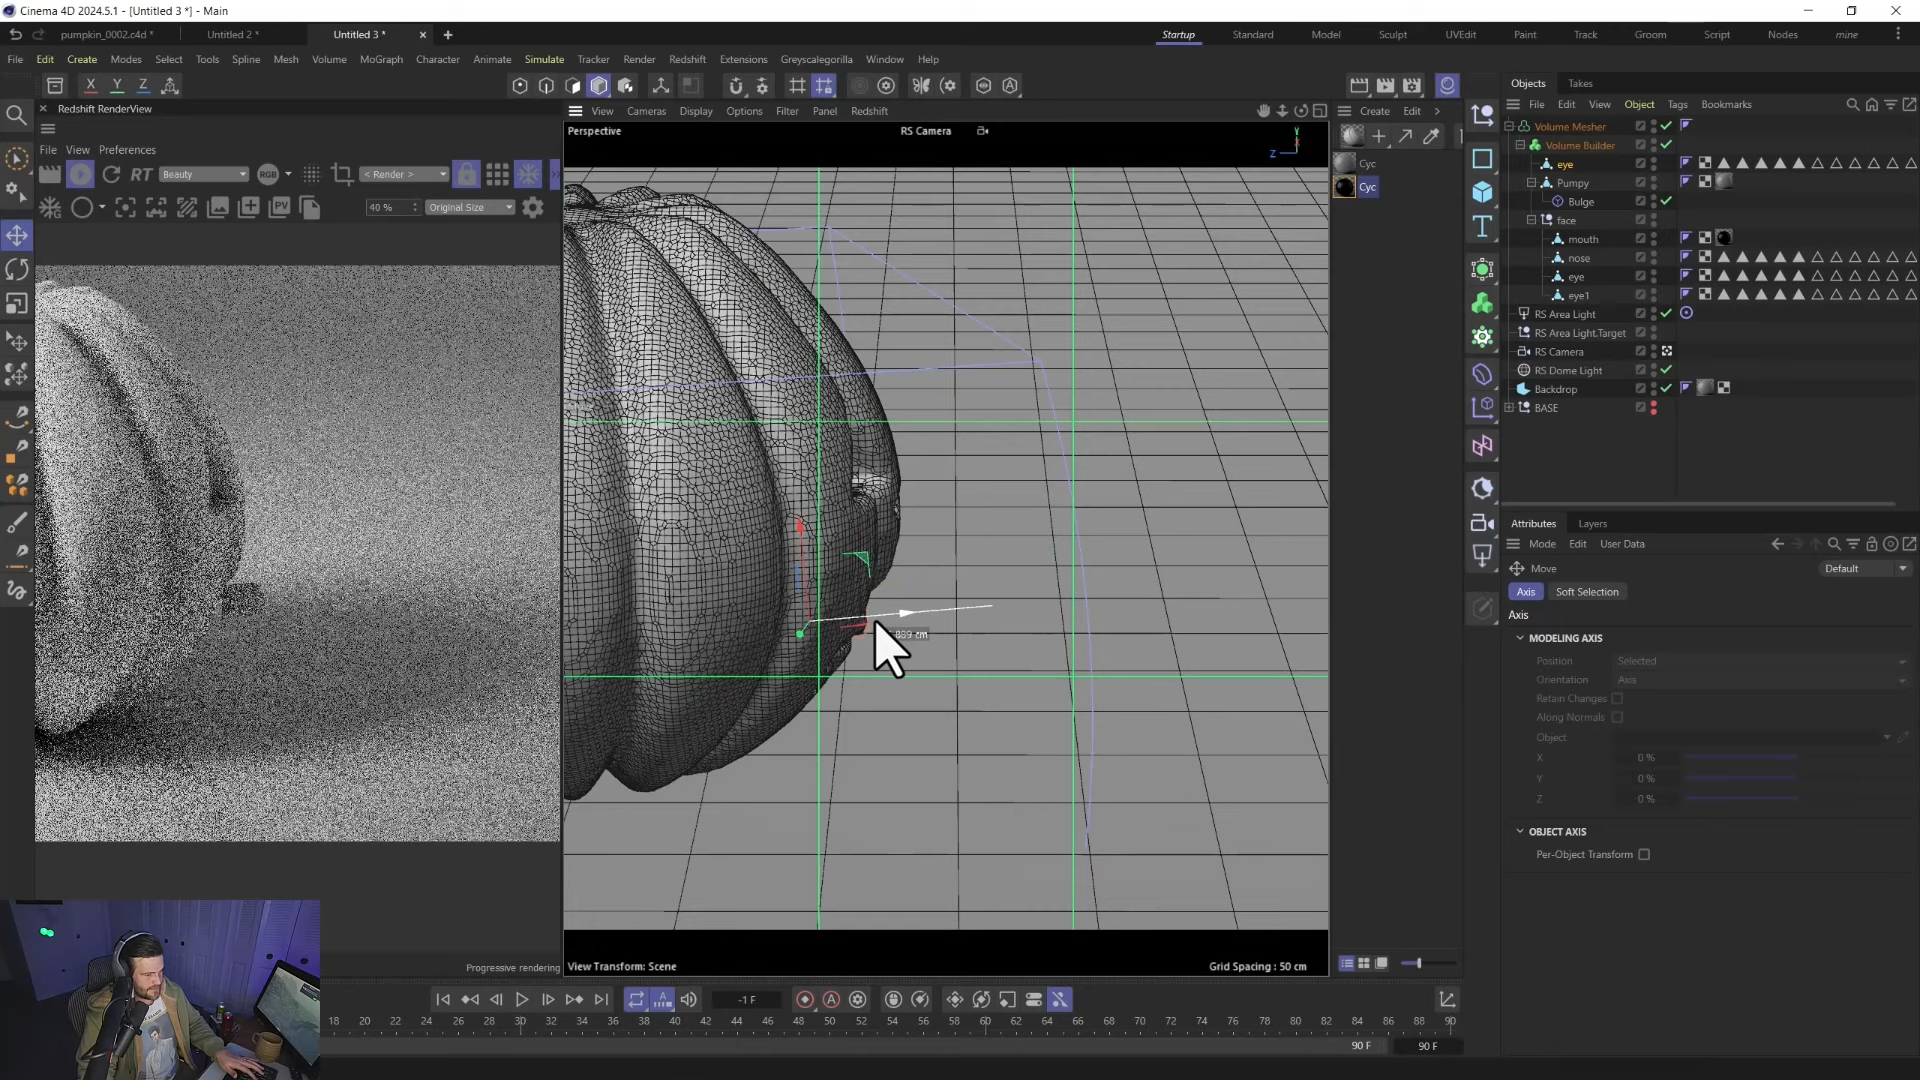 Cinema 4D 2024.5.1 - [Untitled 3 *] - Main
pumpkin_0002.c4d * Untitled 2 * Untitled 3 * Startup Standard Model Sculpt UVEdit Paint Track Groom Script Nodes mine
File Edit Create Modes Select Tools Spline Mesh Volume MoGraph Character Animate Simulate Tracker Render Redshift Extensions Greyscalegorilla Window Help
X Y Z
Redshift RenderView
File View Preferences
RT Beauty RGB < Render >
PV 40 % Original Size
Progressive rendering
View Cameras Display Options Filter Panel Redshift
Perspective RS Camera
Y
Z
889 cm
View Transform: Scene Grid Spacing : 50 cm
Create Edit
Cyc
Cyc
Objects Takes
File Edit View Object Tags Bookmarks
Volume Mesher
Volume Builder
eye
Pumpy
Bulge
face
mouth
nose
eye
eye1
RS Area Light
RS Area Light.Target
RS Camera
RS Dome Light
Backdrop
BASE
Attributes Layers
Mode Edit User Data
Move Default
Axis Soft Selection
Axis
MODELING AXIS
Position Selected
Orientation Axis
Retain Changes
Along Normals
Object
X 0 %
Y 0 %
Z 0 %
OBJECT AXIS
Per-Object Transform
-1 F
18 20 22 24 26 28 30 32 34 36 38 40 42 44 46 48 50 52 54 56 58 60 62 64 66 68 70 72 74 76 78 80 82 84 86 88 90
90 F 90 F